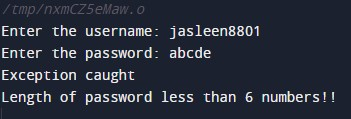 /tmp/nxmCZ5eMaw.o
Enter the username: jasleen8801
Enter the password: abcde
Exception caught
Length of password less than 6 numbers!!